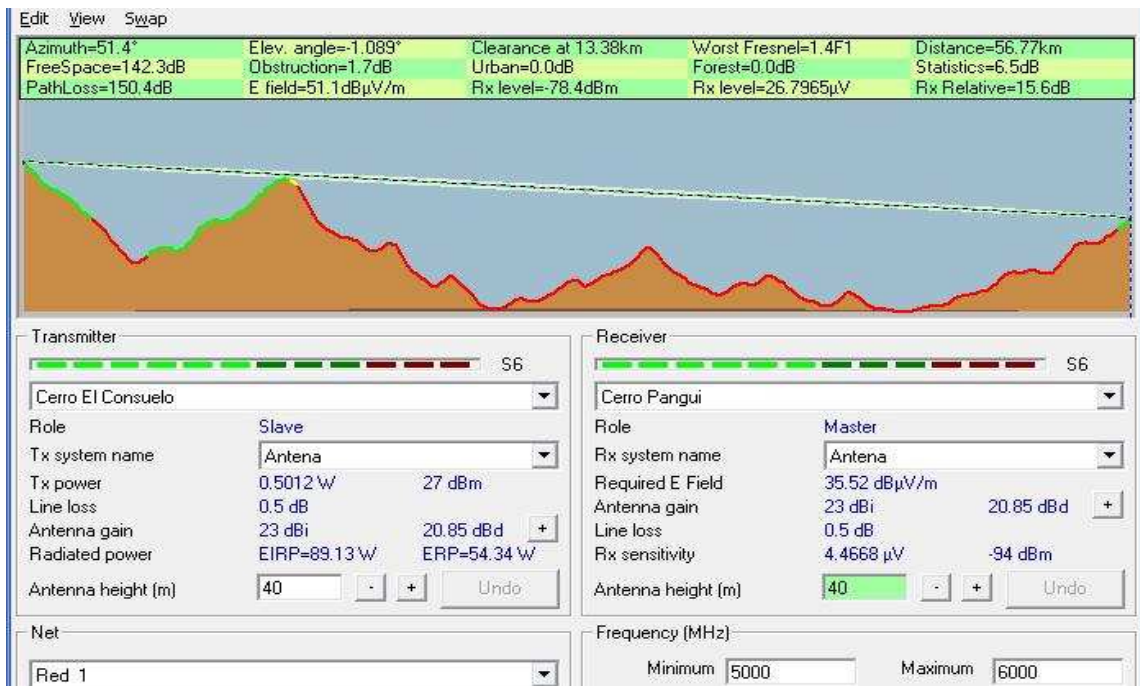 Edit View Swap
Azimuth=51.4° Elev. angle=-1.089° Clearance at 13.38km Worst Fresnel=1.4F1 Distance=56.77km
FreeSpace=142.3dB Obstruction=1.7dB Urban=0.0dB Forest=0.0dB Statistics=6.5dB
PathLoss=150.4dB E field=51.1dBµV/m Rx level=-78.4dBm Rx level=26.7965µV Rx Relative=15.6dB
Transmitter
S6
Cerro El Consuelo
Role Slave
Tx system name Antena
Tx power 0.5012 W 27 dBm
Line loss 0.5 dB
Antenna gain 23 dBi 20.85 dBd +
Radiated power EIRP=89.13 W ERP=54.34 W
Antenna height (m) 40 - + Undo
Receiver
S6
Cerro Pangui
Role Master
Rx system name Antena
Required E Field 35.52 dBµV/m
Antenna gain 23 dBi 20.85 dBd +
Line loss 0.5 dB
Rx sensitivity 4.4668 µV -94 dBm
Antenna height (m) 40 - + Undo
Net
Red 1
Frequency (MHz)
Minimum 5000 Maximum 6000